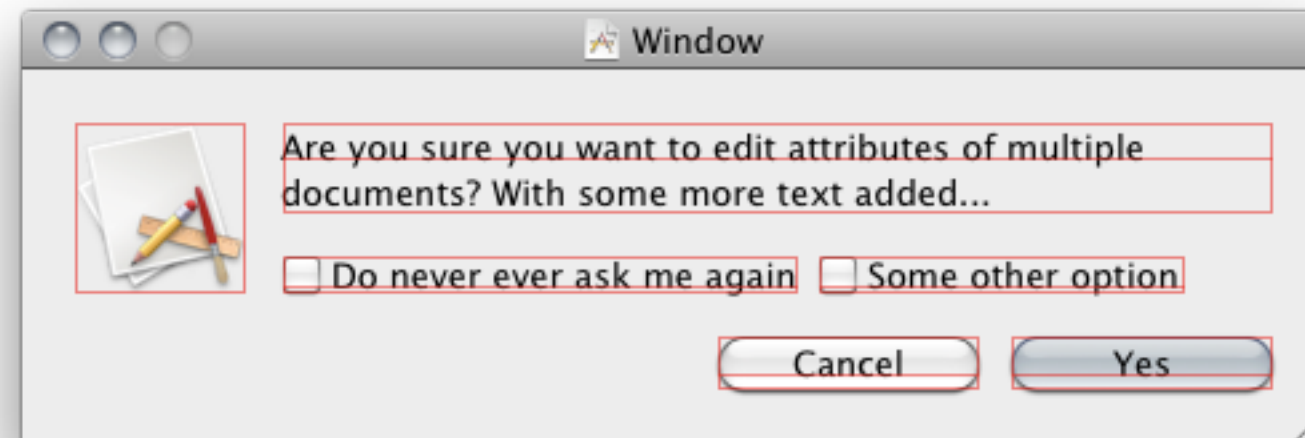 Window
Are you sure you want to edit attributes of multiple
documents? With some more text added...
Do never ever ask me again
Some other option
Cancel
Yes